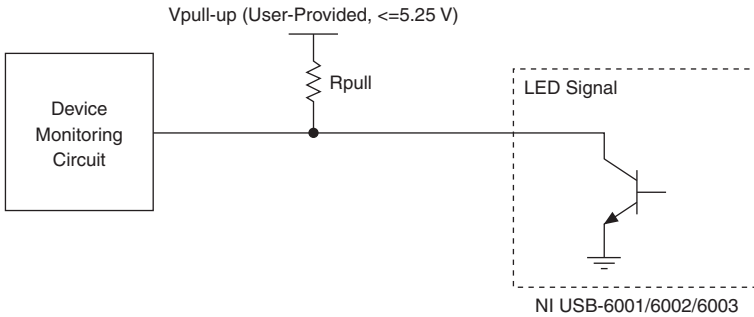 Vpull-up (User-Provided, <=5.25 V)
Rpull
Device
Monitoring
Circuit
LED Signal
NI USB-6001/6002/6003